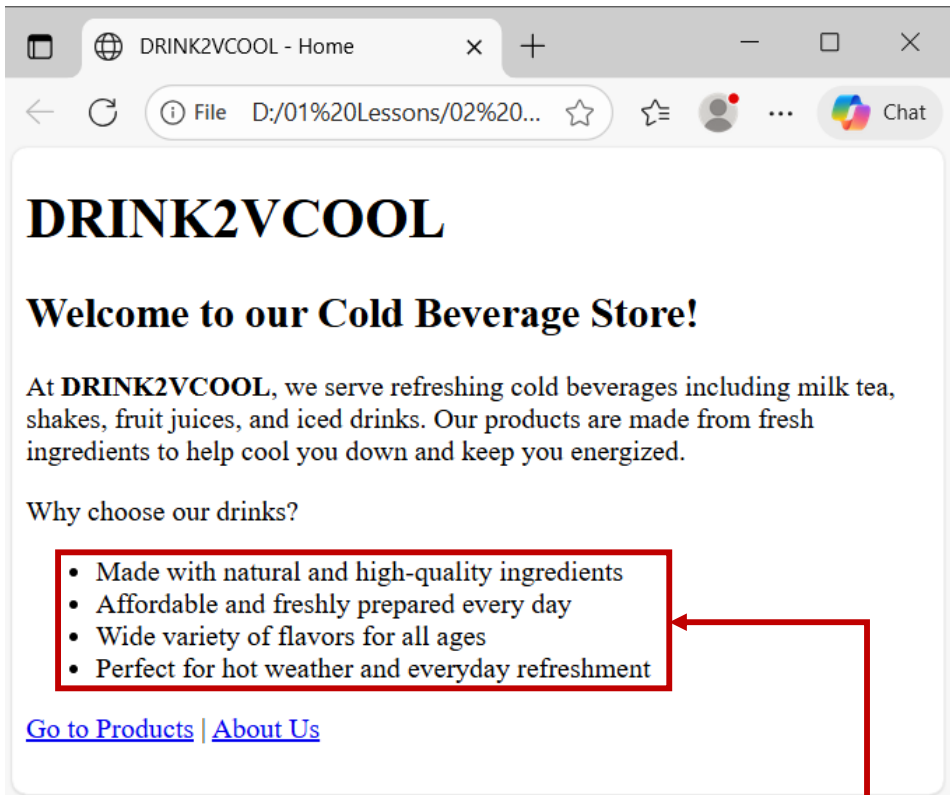 DRINK2VCOOL - Home
File D:/01%20Lessons/02%20...
Chat
DRINK2VCOOL
Welcome to our Cold Beverage Store!
At DRINK2VCOOL, we serve refreshing cold beverages including milk tea,
shakes, fruit juices, and iced drinks. Our products are made from fresh
ingredients to help cool you down and keep you energized.
Why choose our drinks?
• Made with natural and high-quality ingredients
• Affordable and freshly prepared every day
• Wide variety of flavors for all ages
• Perfect for hot weather and everyday refreshment
Go to Products | About Us